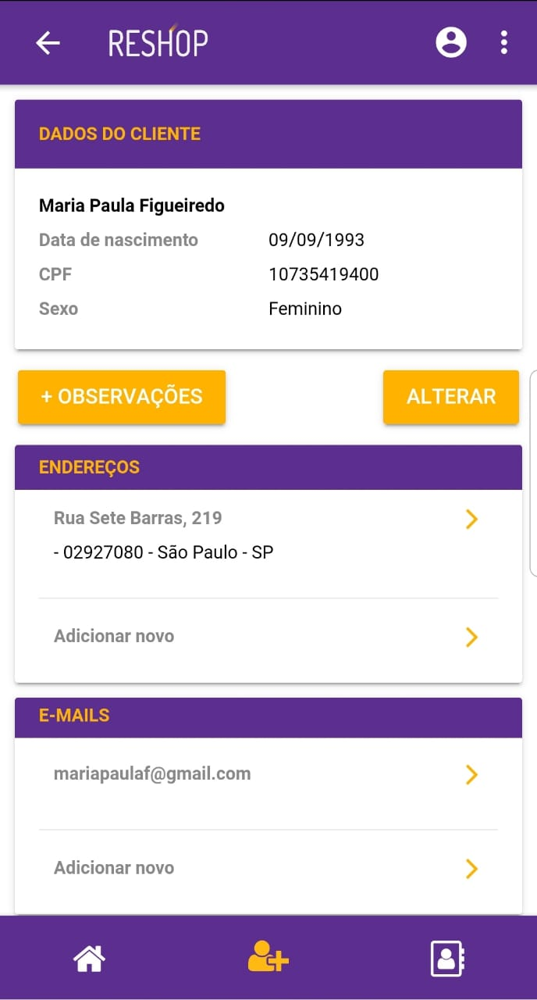 RESHOP
DADOS DO CLIENTE
Maria Paula Figueiredo
Data de nascimento 09/09/1993
CPF 10735419400
Sexo Feminino
+ OBSERVAÇÕES ALTERAR
ENDEREÇOS
Rua Sete Barras, 219
- 02927080 - São Paulo - SP
Adicionar novo
E-MAILS
mariapaulaf@gmail.com
Adicionar novo